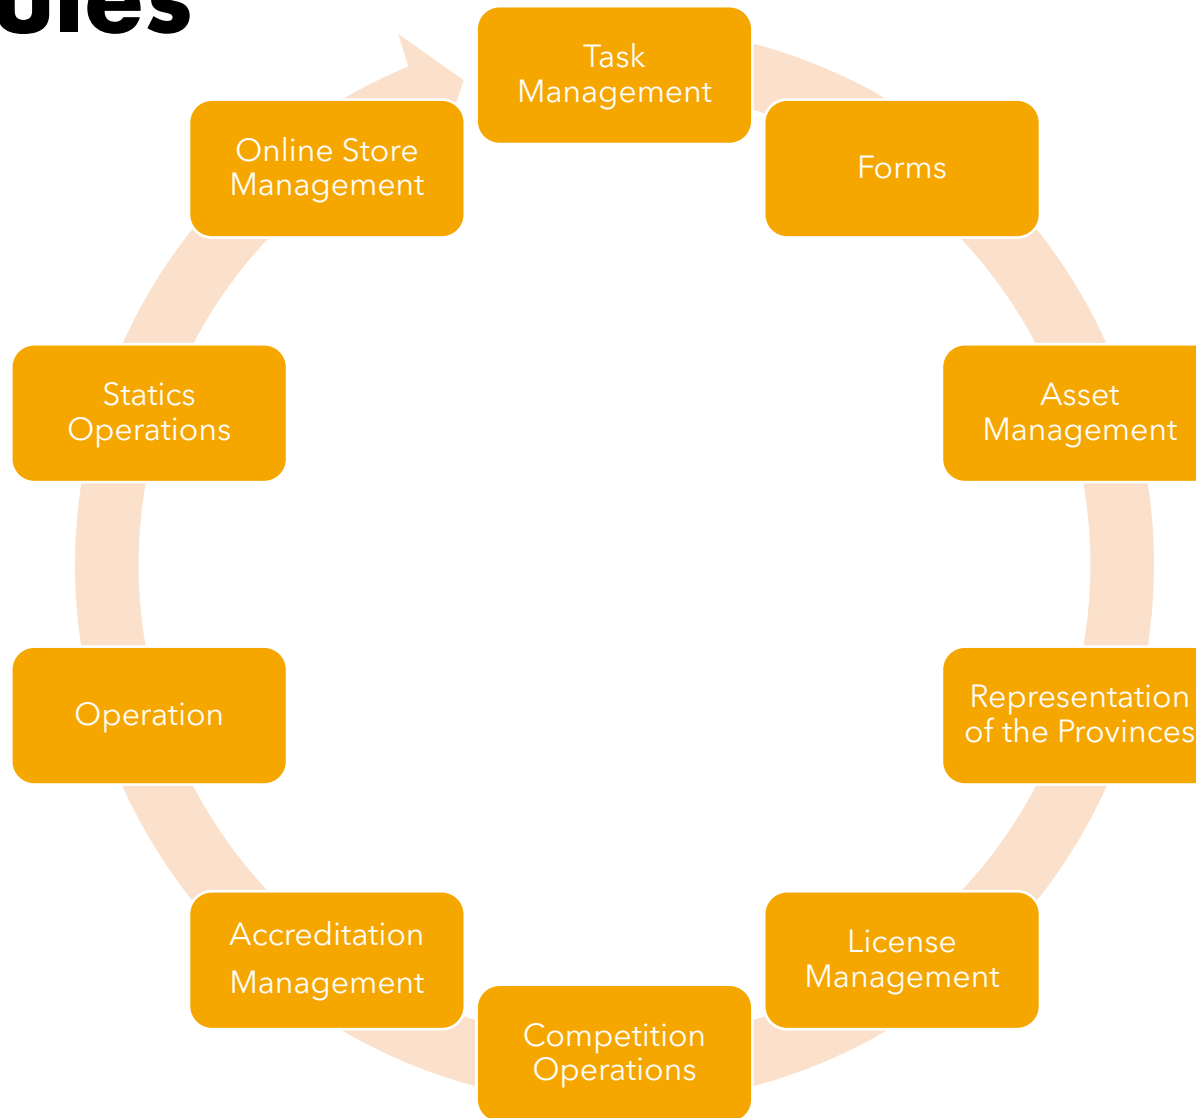 Task
Management
Forms
Asset
Management
Representation
of the Provinces
License
Management
Competition
Operations
Accreditation
Management
Operation
Statics
Operations
Online Store
Management